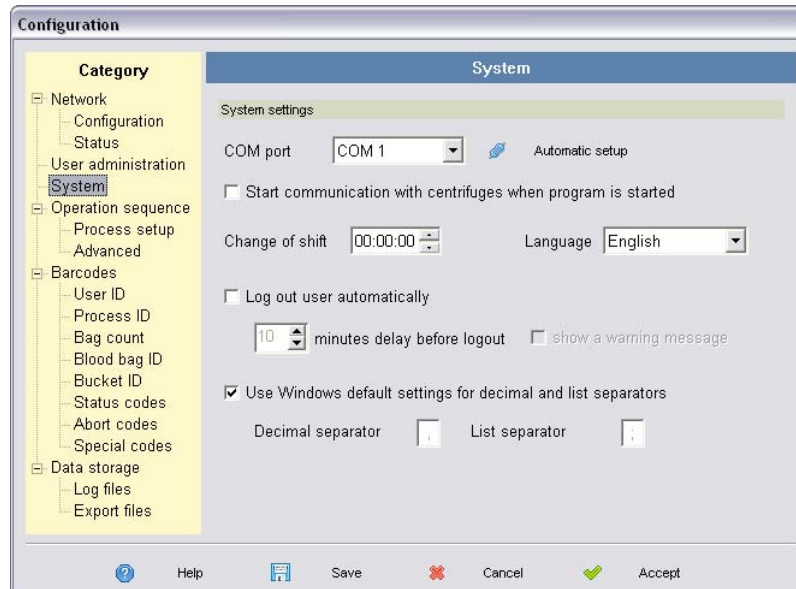 Configuration
Category
Network
Configuration
Status
User administration
System
Operation sequence
Process setup
Advanced
Barcodes
User ID
Process ID
Bag count
Blood bag ID
Bucket ID
Status codes
Abort codes
Special codes
Data storage
Log files
Export files
System
System settings
COM port COM 1 Automatic setup
Start communication with centrifuges when program is started
Change of shift 00:00:00 Language English
Log out user automatically
10 minutes delay before logout show a warning message
Use Windows default settings for decimal and list separators
Decimal separator , List separator ;
Help Save Cancel Accept